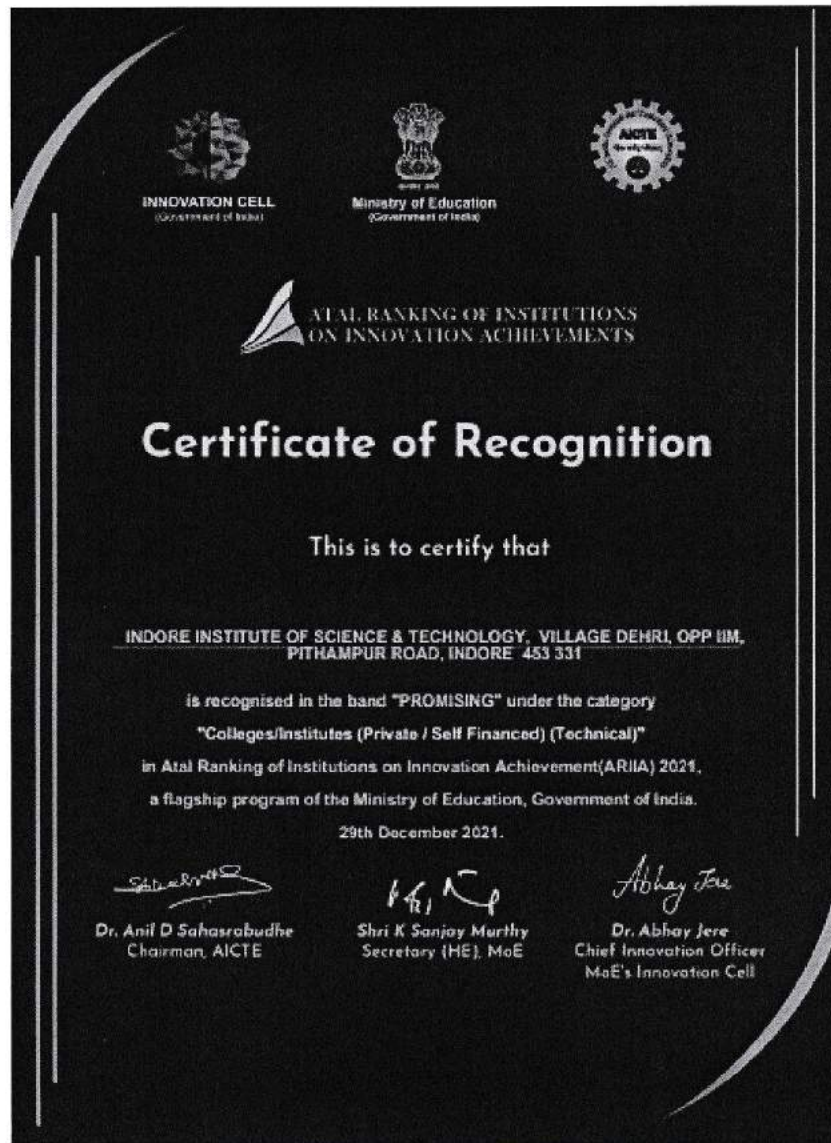 INNOVATION CELL
(Government of India)
Ministry of Education
(Government of India)
AICTE
ATAL RANKING OF INSTITUTIONS
ON INNOVATION ACHIEVEMENTS
Certificate of Recognition
This is to certify that
INDORE INSTITUTE OF SCIENCE & TECHNOLOGY, VILLAGE DEHRI, OPP IIM,
PITHAMPUR ROAD, INDORE 453 331
is recognised in the band "PROMISING" under the category
"Colleges/Institutes (Private / Self Financed) (Technical)"
in Atal Ranking of Institutions on Innovation Achievement(ARIIA) 2021,
a flagship program of the Ministry of Education, Government of India.
29th December 2021.
Abhay Jere
Dr. Anil D Sahasrabudhe
Chairman, AICTE
Shri K Sanjay Murthy
Secretary (HE), MoE
Dr. Abhay Jere
Chief Innovation Officer
MoE's Innovation Cell